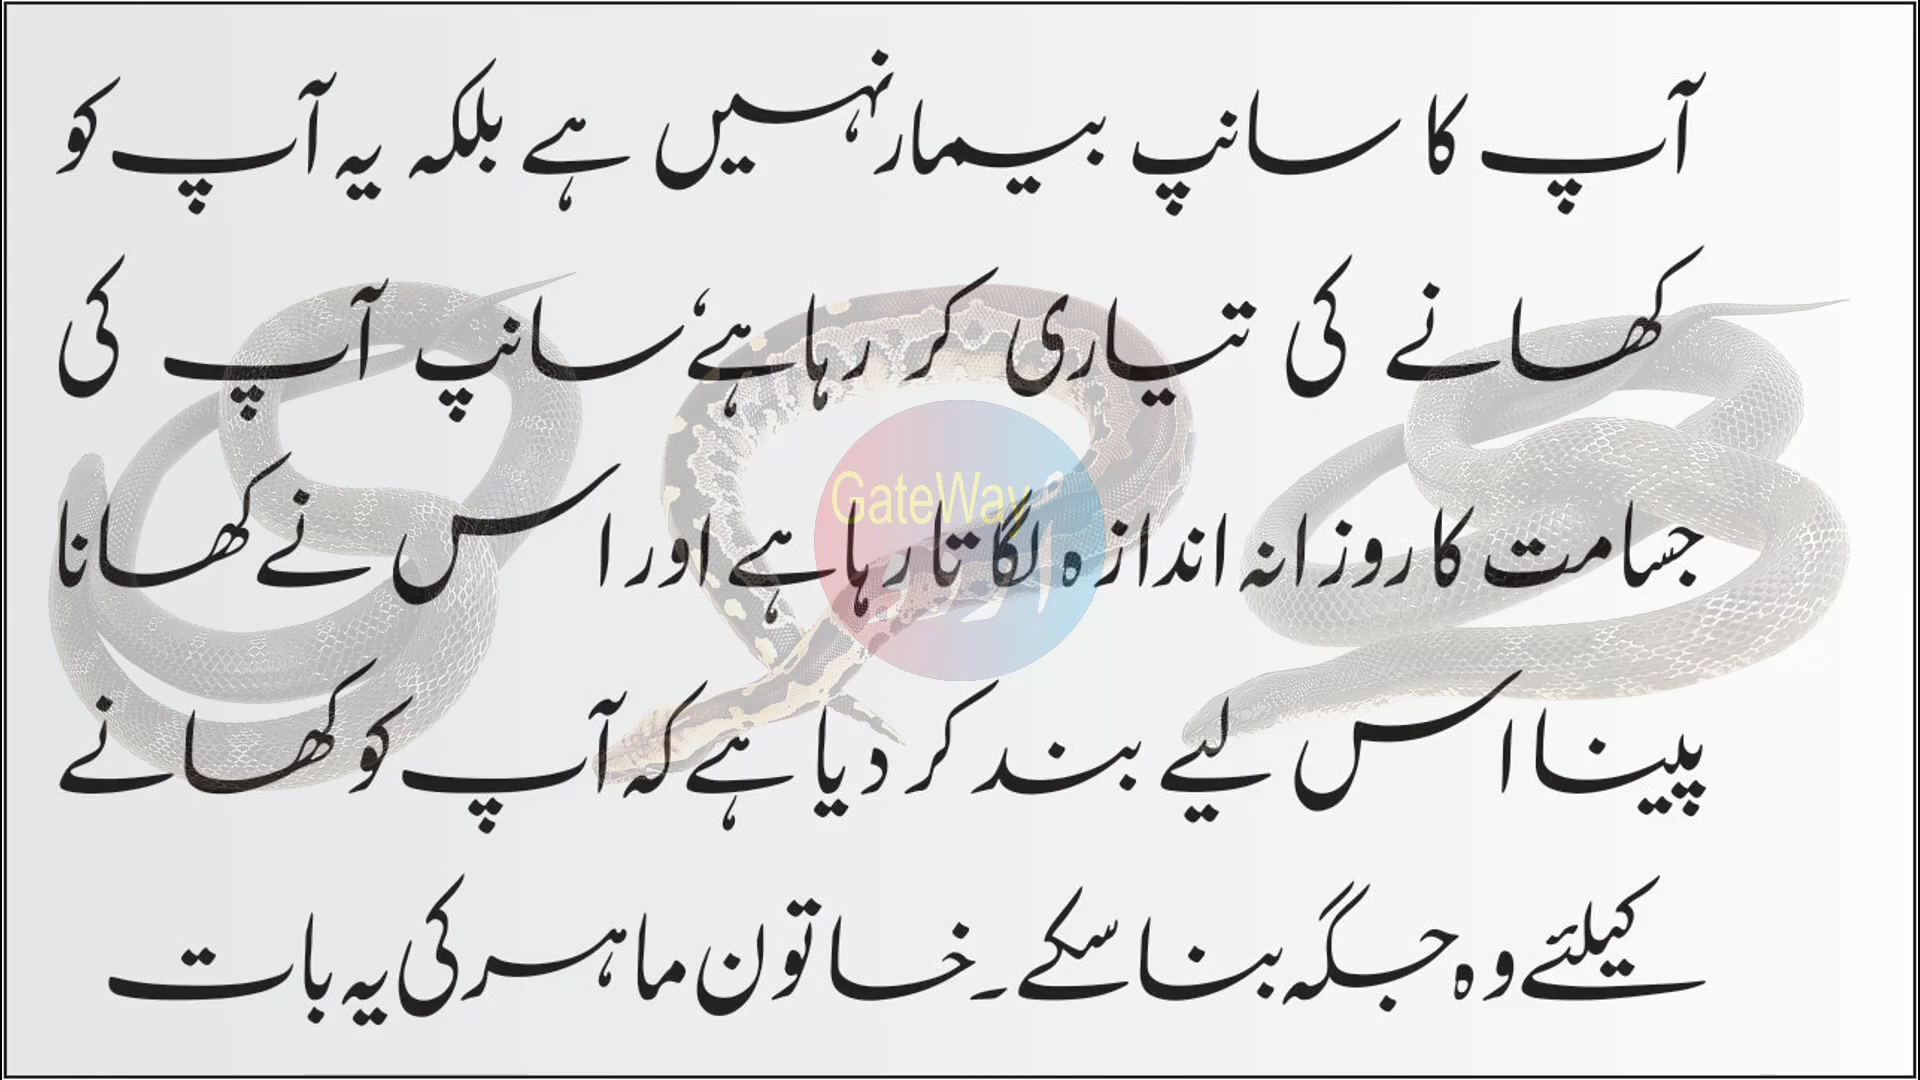 آپ کا سانپ بیمار نہیں ہے بلکہ یہ آپ کو
کھانے کی تیاری کر رہا ہے‘ سانپ آپ کی
جسامت کا روزانہ اندازہ لگاتا رہا ہے اور اس نے کھانا
پینا اس لیے بند کر دیا ہے کہ آپ کو کھانے
کیلئے وہ جگہ بنا سکے۔ خاتون ماہر کی یہ بات
GateWay
اردو